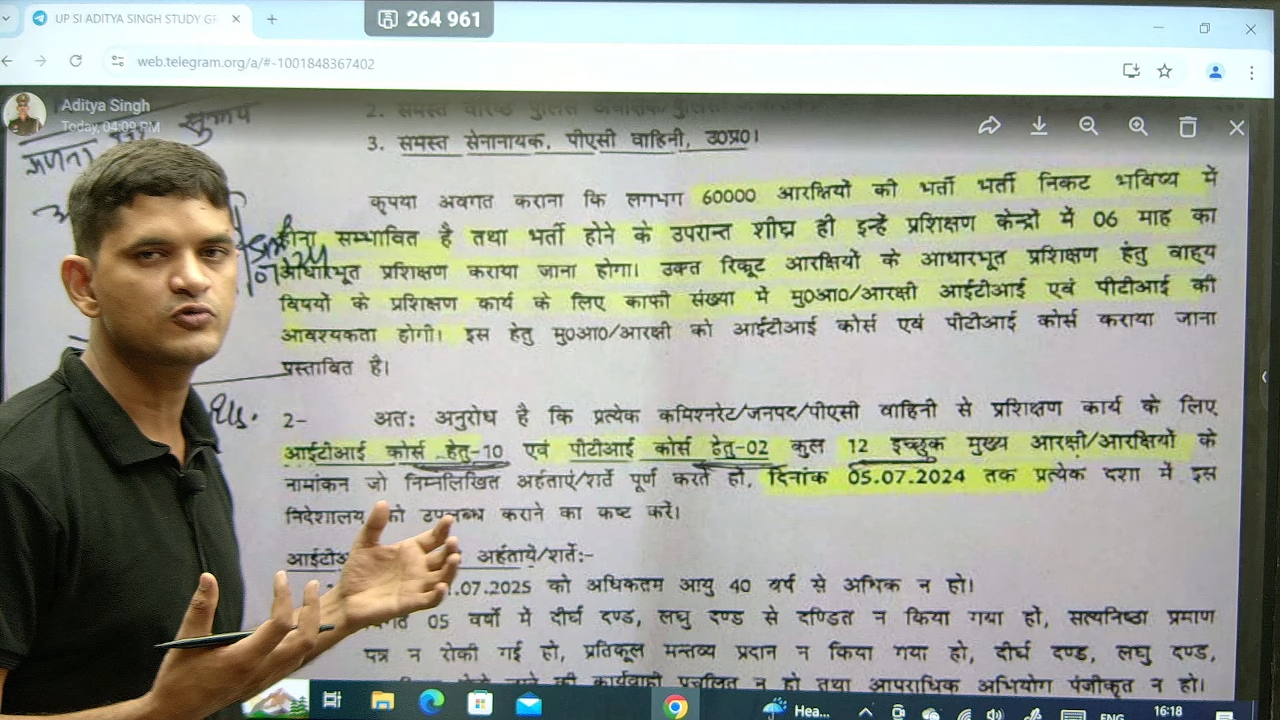 UP SI ADITYA SINGH STUDY GR
264 961
web.telegram.org/a/#-1001848367402
Aditya Singh
Today, 04:09 PM
3. समस्त सेनानायक, पीएसी वाहिनी, उ०प्र०।
कृपया अवगत कराना कि लगभग 60000 आरक्षियों की भर्ती भर्ती निकट भविष्य में
होना सम्भावित है तथा भर्ती होने के उपरान्त शीघ्र ही इन्हें प्रशिक्षण केन्द्रों में 06 माह का
आधारभूत प्रशिक्षण कराया जाना होगा। उक्त रिक्रूट आरक्षियों के आधारभूत प्रशिक्षण हेतु वाह्य
विषयों के प्रशिक्षण कार्य के लिए काफी संख्या में मु०आ०/आरक्षी आईटीआई एवं पीटीआई की
आवश्यकता होगी। इस हेतु मु०आ०/आरक्षी को आईटीआई कोर्स एवं पीटीआई कोर्स कराया जाना
प्रस्तावित है।
2- अतः अनुरोध है कि प्रत्येक कमिश्नरेट/जनपद/पीएसी वाहिनी से प्रशिक्षण कार्य के लिए
आईटीआई कोर्स हेतु-10 एवं पीटीआई कोर्स हेतु-02 कुल 12 इच्छुक मुख्य आरक्षी/आरक्षियों के
नामांकन जो निम्नलिखित अर्हताएं/शर्ते पूर्ण करते हो, दिनांक 05.07.2024 तक प्रत्येक दशा में इस
निदेशालय को उपलब्ध कराने का कष्ट करें।
अर्हतायें/शर्ते:-
.07.2025 को अधिकतम आयु 40 वर्ष से अधिक न हो।
05 वर्षो में दीर्घ दण्ड, लघु दण्ड से दण्डित न किया गया हो, सत्यनिष्ठा प्रमाण
पत्र न रोकी गई हो, प्रतिकूल मन्तव्य प्रदान न किया गया हो, दीर्घ दण्ड, लघु दण्ड,
की कार्यवाही प्रचलित न हो तथा आपराधिक अभियोग पंजीकृत न हो।
Hea...
ENG
16:18